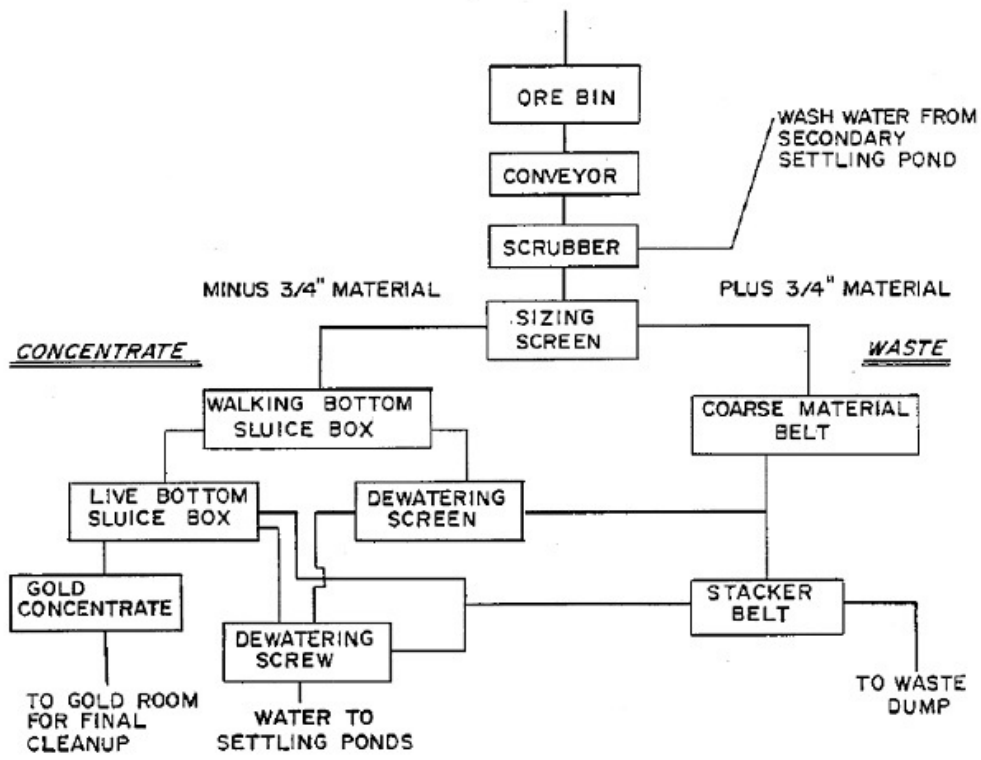 ORE BIN
WASH WATER FROM
SECONDARY
SETTLING POND
CONVEYOR
SCRUBBER
MINUS 3/4" MATERIAL
PLUS 3/4" MATERIAL
SIZING
SCREEN
CONCENTRATE
WASTE
WALKING BOTTOM
SLUICE BOX
COARSE MATERIAL
BELT
LIVE BOTTOM
SLUICE BOX
DEWATERING
SCREEN
GOLD
CONCENTRATE
STACKER
BELT
DEWATERING
SCREW
TO GOLD ROOM
FOR FINAL
CLEANUP
WATER TO
SETTLING PONDS
TO WASTE
DUMP